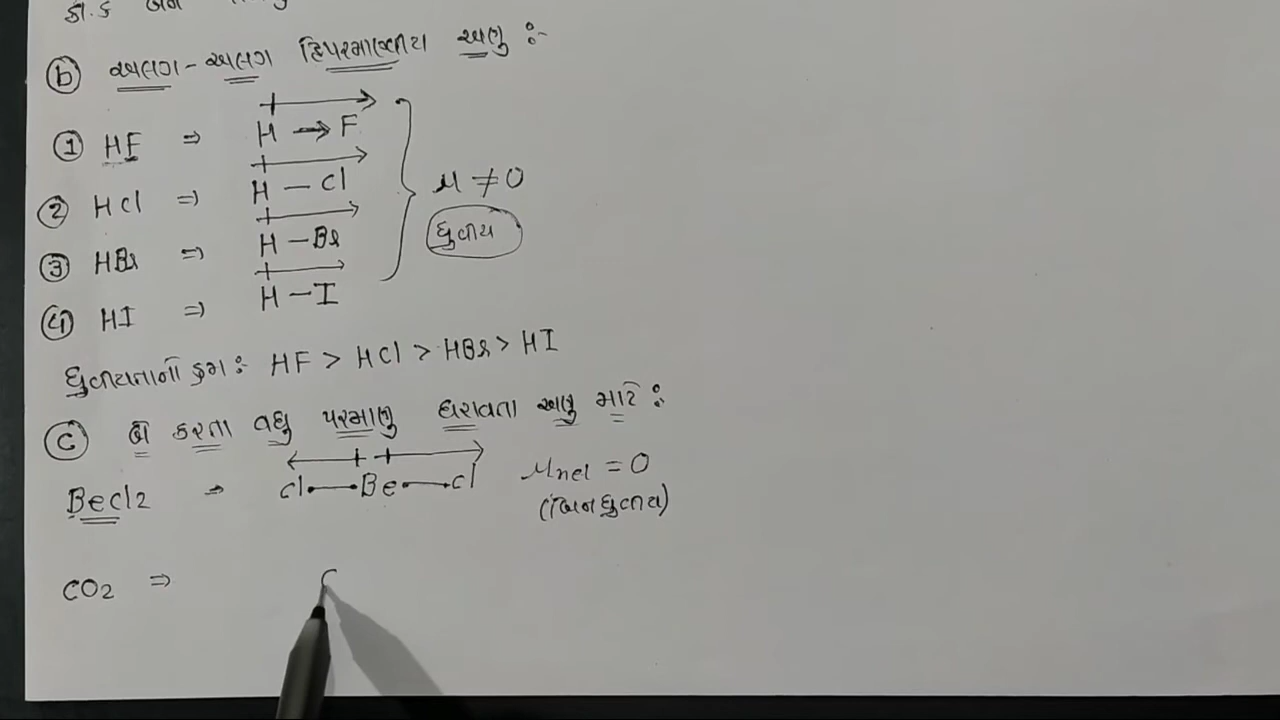 ⓑ અલગ-અલગ દ્વિપરમાણ્વીય અણુ :-
① HF ⇒ H → F
② HCl ⇒ H – Cl
③ HBr ⇒ H – Br
④ HI ⇒ H – I
μ ≠ 0
ધ્રુવીય
ધ્રુવીયતાનો ક્રમ : HF > HCl > HBr > HI
ⓒ બે કરતા વધુ પરમાણુ ધરાવતા અણુ માટે :
BeCl2 → Cl — Be — Cl μnet = 0
(બિનધ્રુવીય)
CO2 ⇒ C